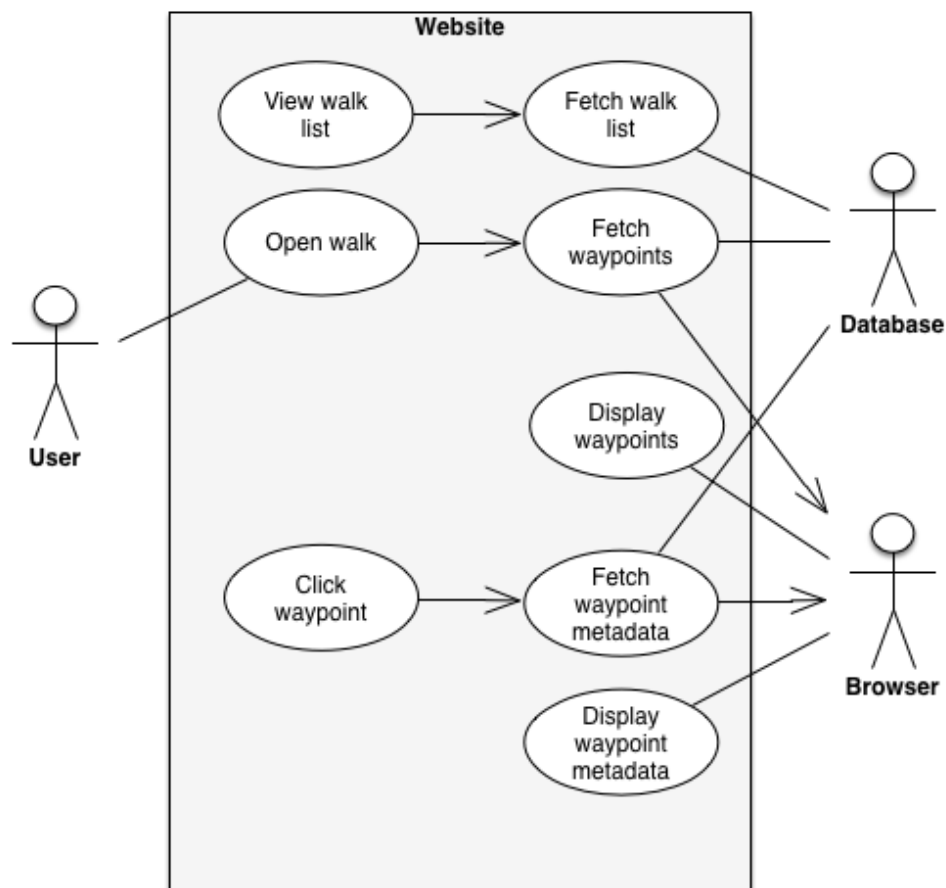 Website
View walk
list
Fetch walk
list
Open walk
Fetch
waypoints
Database
User
Display
waypoints
Click
waypoint
Fetch
waypoint
metadata
Browser
Display
waypoint
metadata